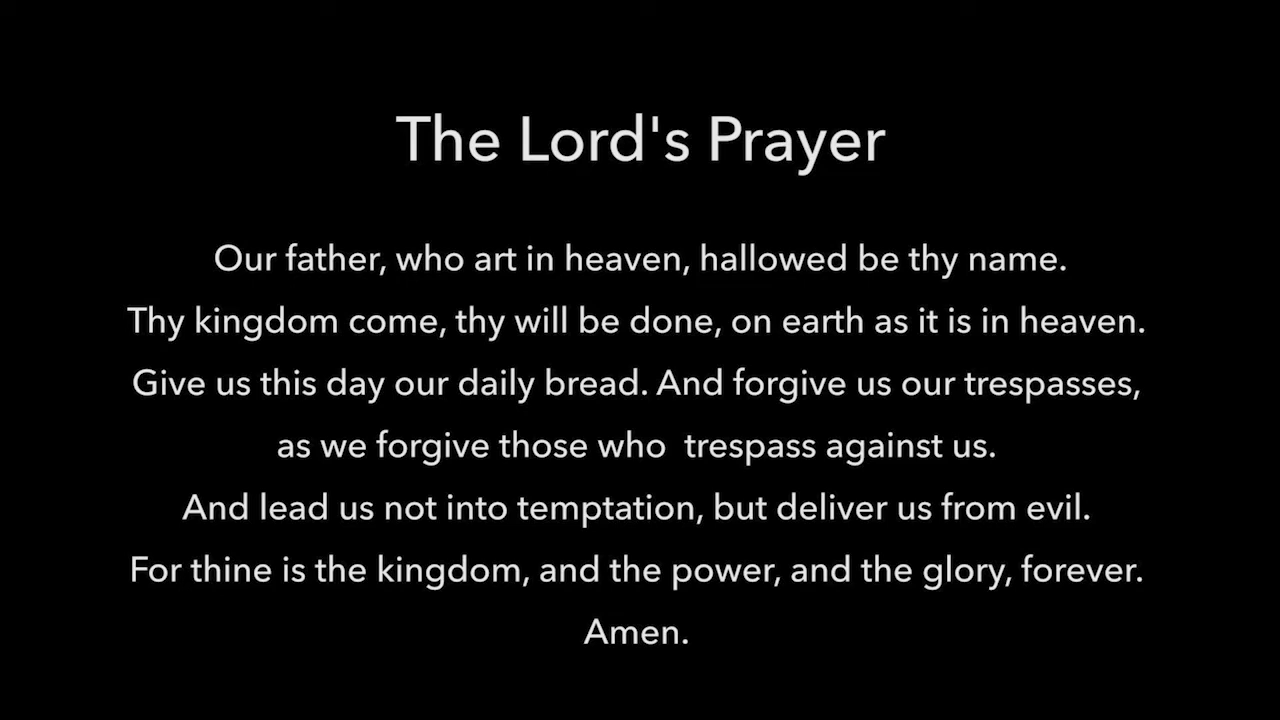 The Lord's Prayer
Our father, who art in heaven, hallowed be thy name.
Thy kingdom come, thy will be done, on earth as it is in heaven.
Give us this day our daily bread. And forgive us our trespasses,
as we forgive those who  trespass against us.
And lead us not into temptation, but deliver us from evil.
For thine is the kingdom, and the power, and the glory, forever.
Amen.